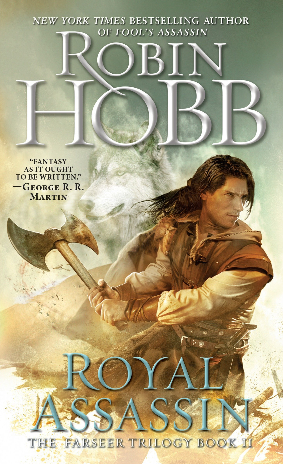 NEW YORK TIMES BESTSELLING AUTHOR
OF FOOL'S ASSASSIN
ROBIN
HOBB
"FANTASY
AS IT OUGHT
TO BE WRITTEN."
—GEORGE R. R.
MARTIN
ROYAL
ASSASSIN
THE FARSEER TRILOGY BOOK II